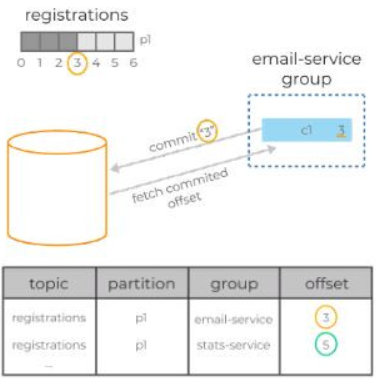 registrations
p1
0 1 2 3 4 5 6
email-service
group
c1 3
commit "3"
fetch commited
offset
topic partition group offset
registrations p1 email-service 3
registrations p1 stats-service 5
...